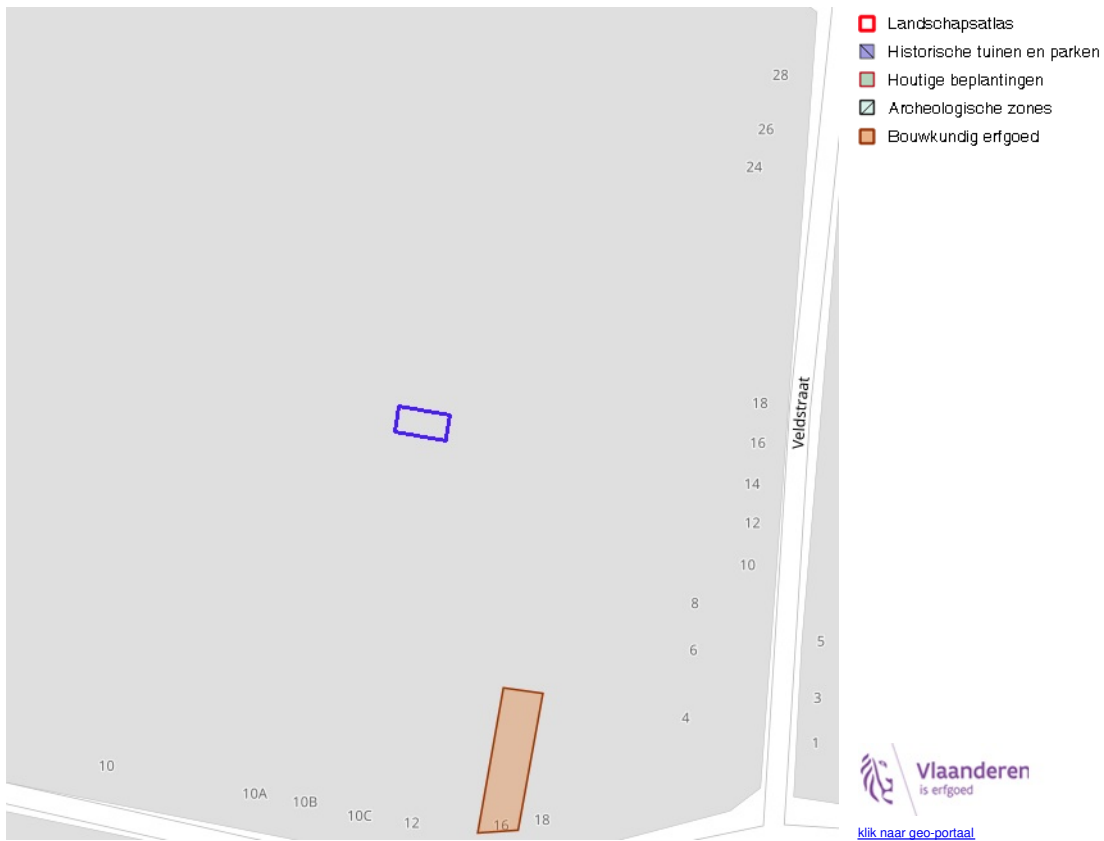 28
26
24
18
16
14
12
10
8
6
4
5
3
1
Veldstraat
10
10A
10B
10C
12
16
18
Landschapsatlas
Historische tuinen en parken
Houtige beplantingen
Archeologische zones
Bouwkundig erfgoed
Vlaanderen
is erfgoed
klik naar geo-portaal